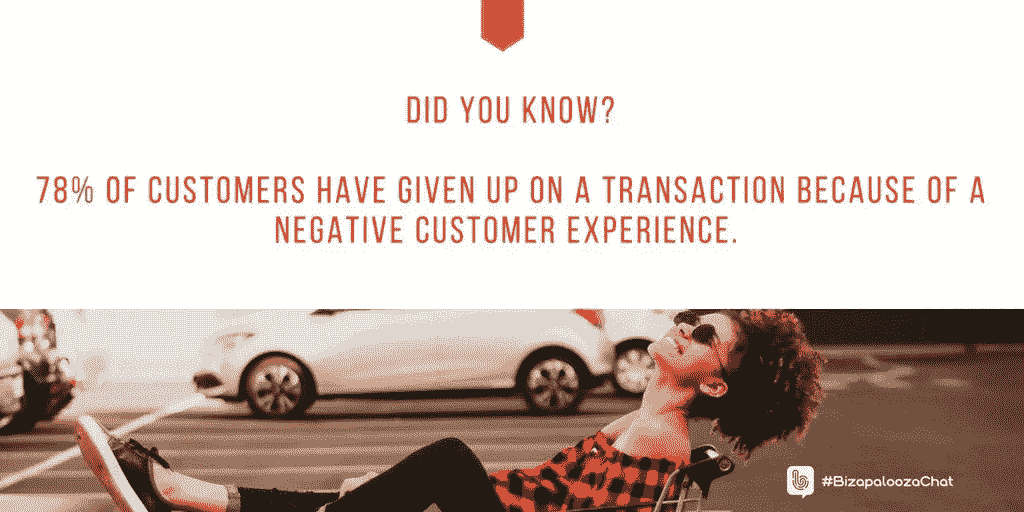 DID YOU KNOW?
78% OF CUSTOMERS HAVE GIVEN UP ON A TRANSACTION BECAUSE OF A
NEGATIVE CUSTOMER EXPERIENCE.
#BizapaloozaChat